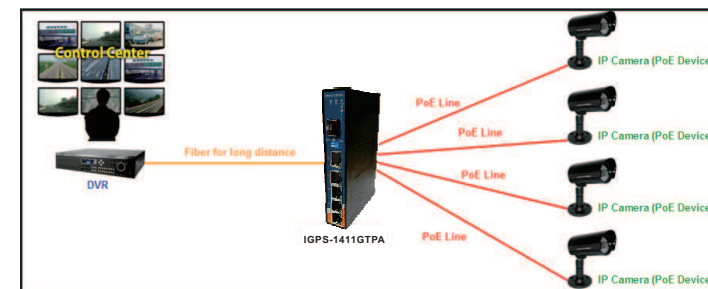 Control Center
DVR
Fiber for long distance
IGPS-1411GTPA
PoE Line
PoE Line
PoE Line
PoE Line
IP Camera (PoE Device
IP Camera (PoE Device
IP Camera (PoE Device
IP Camera (PoE Device